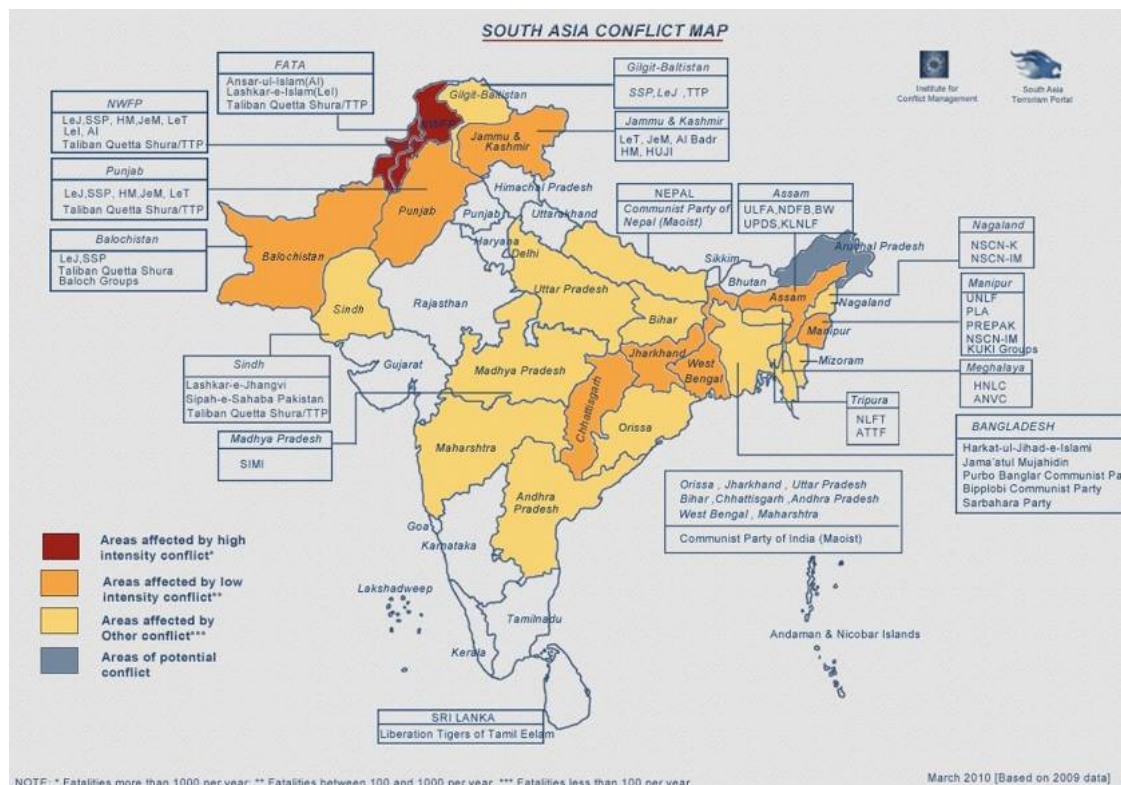 SOUTH ASIA CONFLICT MAP
Institute for
Conflict Management
South Asia
Terrorism Portal
FATA
Ansar-ul-Islam(AI)
Lashkar-e-Islam(LeI)
Taliban Quetta Shura/TTP
Gilgit-Baltistan
SSP,LeJ ,TTP
NWFP
LeJ,SSP, HM,JeM, LeT
LeI, AI
Taliban Quetta Shura/TTP
Jammu & Kashmir
LeT, JeM, Al Badr
HM, HUJI
Punjab
LeJ,SSP, HM,JeM, LeT
Taliban Quetta Shura/TTP
NEPAL
Communist Party of
Nepal (Maoist)
Assam
ULFA,NDFB,BW
UPDS,KLNLF
Balochistan
LeJ,SSP
Taliban Quetta Shura
Baloch Groups
Nagaland
NSCN-K
NSCN-IM
Manipur
UNLF
PLA
PREPAK
NSCN-IM
KUKI Groups
Sindh
Lashkar-e-Jhangvi
Sipah-e-Sahaba Pakistan
Taliban Quetta Shura/TTP
Meghalaya
HNLC
ANVC
Tripura
NLFT
ATTF
Madhya Pradesh
SIMI
BANGLADESH
Harkat-ul-Jihad-e-Islami
Jama'atul Mujahidin
Purbo Banglar Communist Pa
Bipplobi Communist Party
Sarbahara Party
Orissa , Jharkhand , Uttar Pradesh
Bihar ,Chhattisgarh ,Andhra Pradesh
West Bengal , Maharshtra
Communist Party of India (Maoist)
SRI LANKA
Liberation Tigers of Tamil Eelam
Gilgit-Baltistan
NWFP
Jammu &
Kashmir
Himachal Pradesh
Punjab
Punjab
Uttarakhand
Haryana
Delhi
Balochistan
Sindh
Rajasthan
Uttar Pradesh
Sikkim
Bhutan
Arunchal Pradesh
Assam
Nagaland
Manipur
Mizoram
Bihar
Jharkhand
West
Bengal
Gujarat
Madhya Pradesh
Chhattisgarh
Orissa
Maharshtra
Andhra
Pradesh
Goa
Karnataka
Lakshadweep
Tamilnadu
Kerala
Andaman & Nicobar Islands
Areas affected by high
intensity conflict*
Areas affected by low
intensity conflict**
Areas affected by
Other conflict***
Areas of potential
conflict
NOTE: * Fatalities more than 1000 per year; ** Fatalities between 100 and 1000 per year, *** Fatalities less than 100 per year
March 2010 [Based on 2009 data]